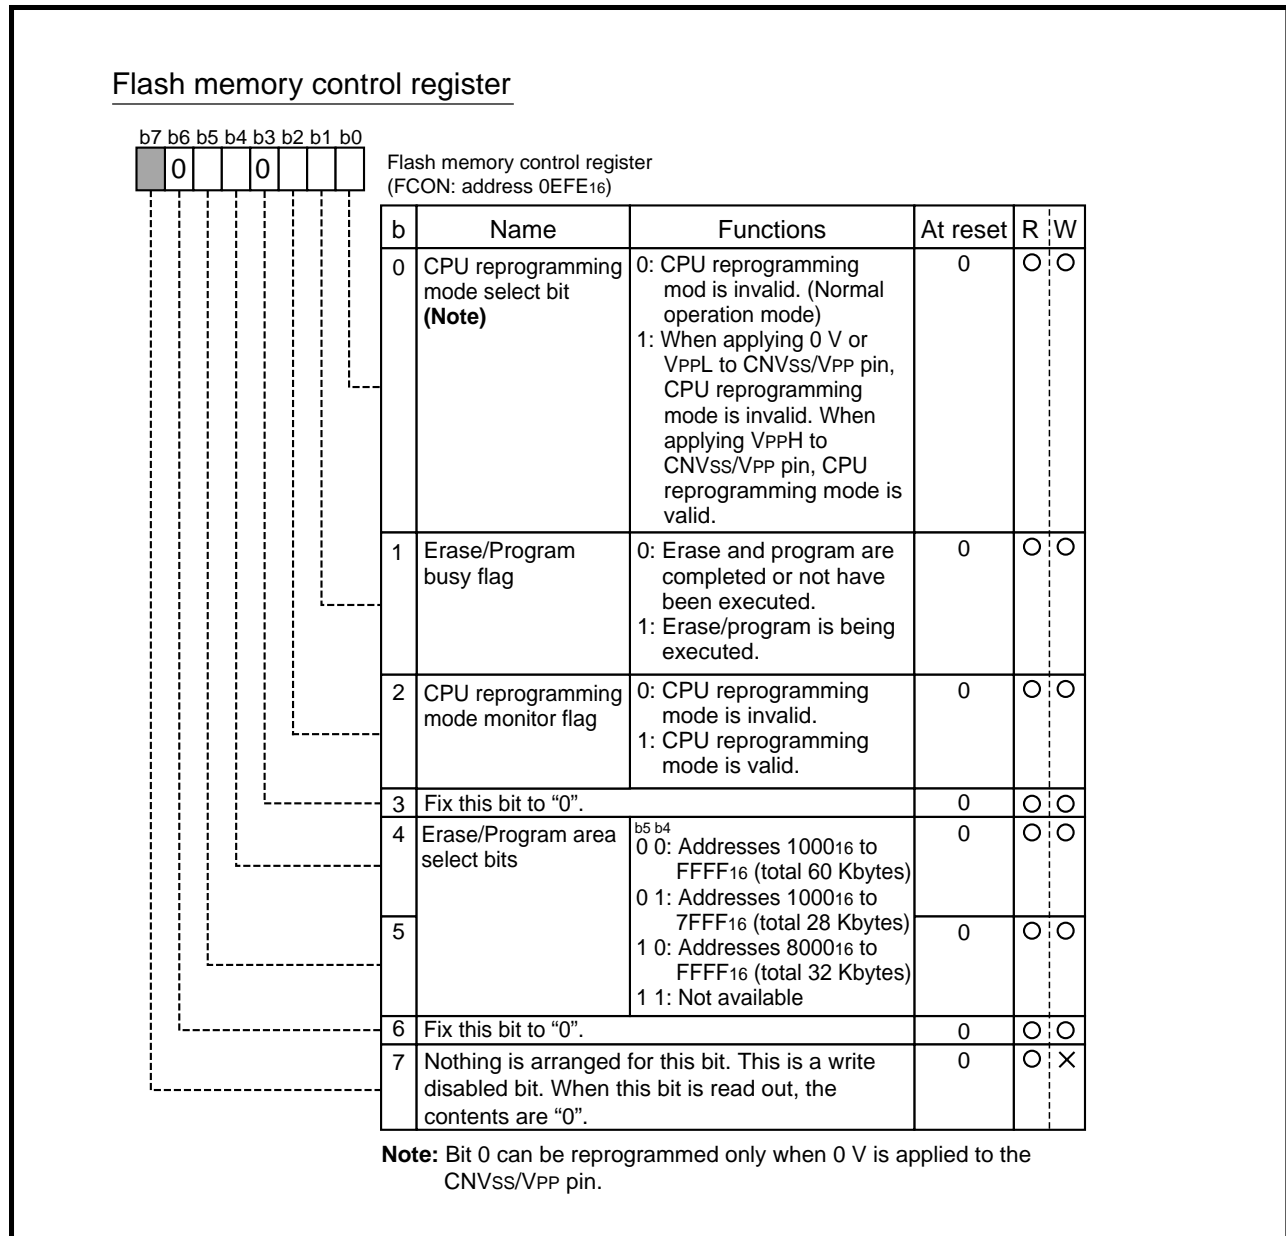 Flash memory control register
b7 b6 b5 b4 b3 b2 b1 b0
0 0
Flash memory control register
(FCON: address 0EFE16)
b Name Functions At reset R W
0 CPU reprogramming 0: CPU reprogramming 0 O O
mode select bit mod is invalid. (Normal
(Note) operation mode)
1: When applying 0 V or
VPPL to CNVSS/VPP pin,
CPU reprogramming
mode is invalid. When
applying VPPH to
CNVSS/VPP pin, CPU
reprogramming mode is
valid.
1 Erase/Program 0: Erase and program are 0 O O
busy flag completed or not have
been executed.
1: Erase/program is being
executed.
2 CPU reprogramming 0: CPU reprogramming 0 O O
mode monitor flag mode is invalid.
1: CPU reprogramming
mode is valid.
3 Fix this bit to “0”. 0 O O
b5 b4
4 Erase/Program area 0 0: Addresses 100016 to 0 O O
select bits FFFF16 (total 60 Kbytes)
0 1: Addresses 100016 to
5 7FFF16 (total 28 Kbytes) 0 O O
1 0: Addresses 800016 to
FFFF16 (total 32 Kbytes)
1 1: Not available
6 Fix this bit to “0”. 0 O O
7 Nothing is arranged for this bit. This is a write 0 O ×
disabled bit. When this bit is read out, the
contents are “0”.
Note: Bit 0 can be reprogrammed only when 0 V is applied to the
CNVSS/VPP pin.